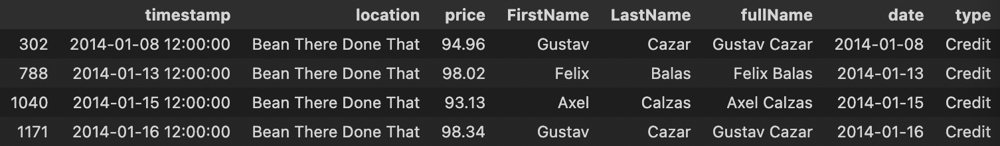 timestamp location price FirstName LastName fullName date type
302 2014-01-08 12:00:00 Bean There Done That 94.96 Gustav Cazar Gustav Cazar 2014-01-08 Credit
788 2014-01-13 12:00:00 Bean There Done That 98.02 Felix Balas Felix Balas 2014-01-13 Credit
1040 2014-01-15 12:00:00 Bean There Done That 93.13 Axel Calzas Axel Calzas 2014-01-15 Credit
1171 2014-01-16 12:00:00 Bean There Done That 98.34 Gustav Cazar Gustav Cazar 2014-01-16 Credit